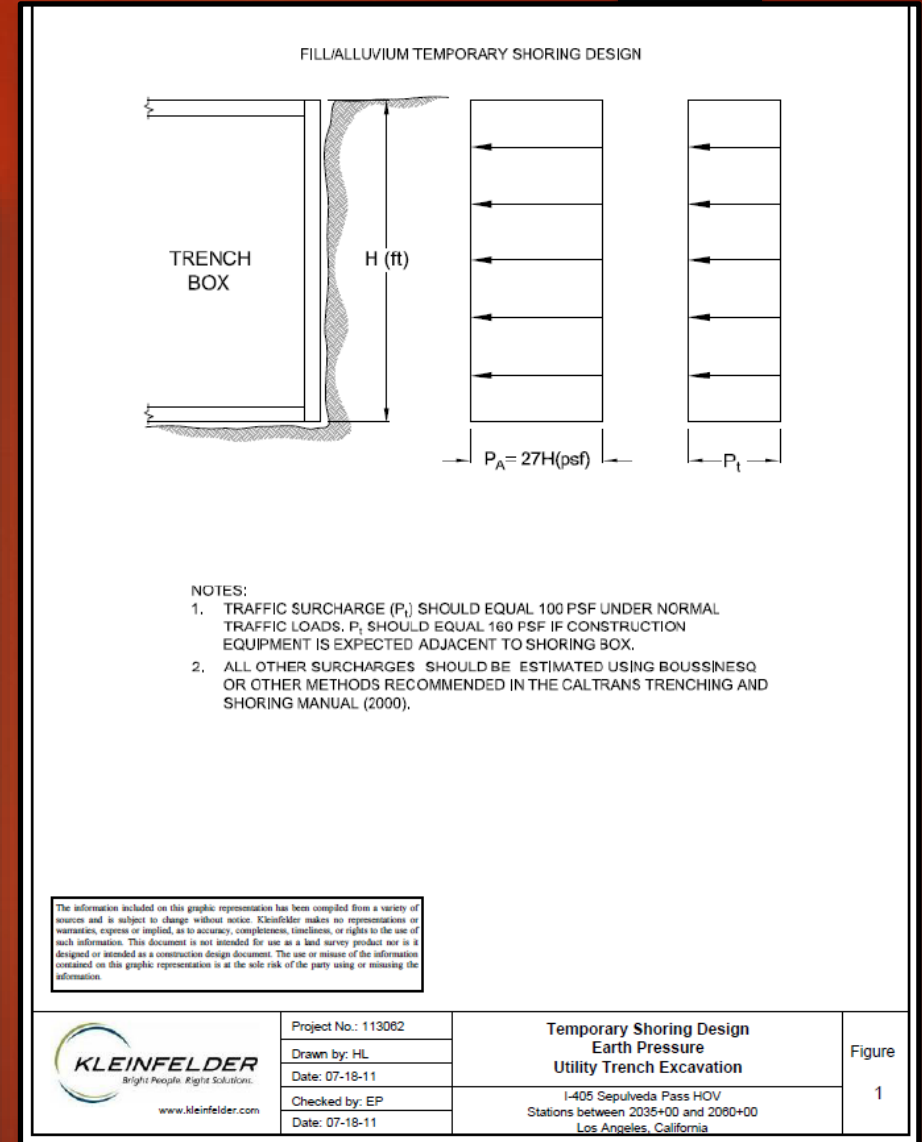 FILL/ALLUVIUM TEMPORARY SHORING DESIGN
TRENCH
BOX
H (ft)
P_A= 27H(psf)
P_t
NOTES:
1. TRAFFIC SURCHARGE (P_t) SHOULD EQUAL 100 PSF UNDER NORMAL
TRAFFIC LOADS. P_t SHOULD EQUAL 160 PSF IF CONSTRUCTION
EQUIPMENT IS EXPECTED ADJACENT TO SHORING BOX.
2. ALL OTHER SURCHARGES SHOULD BE ESTIMATED USING BOUSSINESQ
OR OTHER METHODS RECOMMENDED IN THE CALTRANS TRENCHING AND
SHORING MANUAL (2000).
The information included on this graphic representation has been compiled from a variety of
sources and is subject to change without notice. Kleinfelder makes no representations or
warranties, express or implied, as to accuracy, completeness, timeliness, or rights to the use of
such information. This document is not intended for use as a land survey product nor is it
designed or intended as a construction design document. The use or misuse of the information
contained on this graphic representation is at the sole risk of the party using or misusing the
information.
KLEINFELDER
Bright People. Right Solutions.
www.kleinfelder.com
Project No.: 113062
Drawn by: HL
Date: 07-18-11
Checked by: EP
Date: 07-18-11
Temporary Shoring Design
Earth Pressure
Utility Trench Excavation
I-405 Sepulveda Pass HOV
Stations between 2035+00 and 2060+00
Los Angeles, California
Figure
1